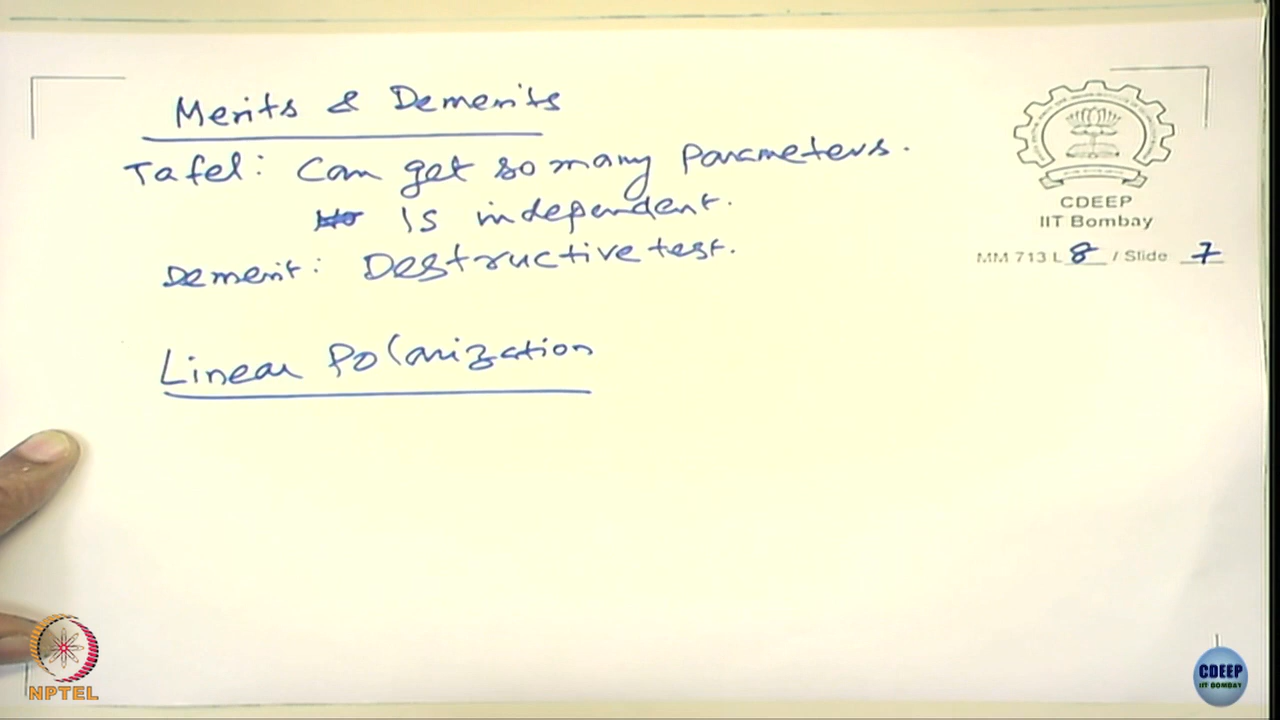 Merits & Demerits
Tafel: Can get so many parameters.
Is independent.
Demerit: Destructive test.
Linear Polarization
CDEEP
IIT Bombay
MM 713 L 8 / Slide 7
NPTEL
CDEEP
IIT BOMBAY